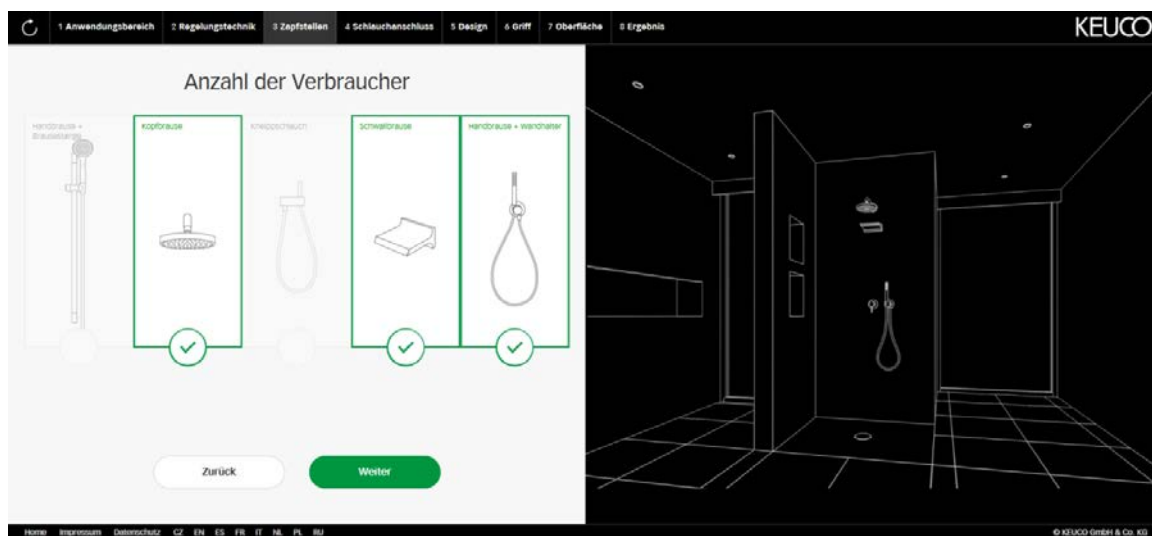 1 Anwendungsbereich 2 Regelungstechnik 3 Zapfstellen 4 Schlauchanschluss 5 Design 6 Griff 7 Oberfläche 8 Ergebnis
KEUCO
Anzahl der Verbraucher
Handbrause +
Brausestange
Kopfbrause
Kneippschlauch
Schwallbrause
Handbrause + Wandhalter
Zurück
Weiter
Home Impressum Datenschutz CZ EN ES FR IT NL PL RU
© KEUCO GmbH & Co. KG